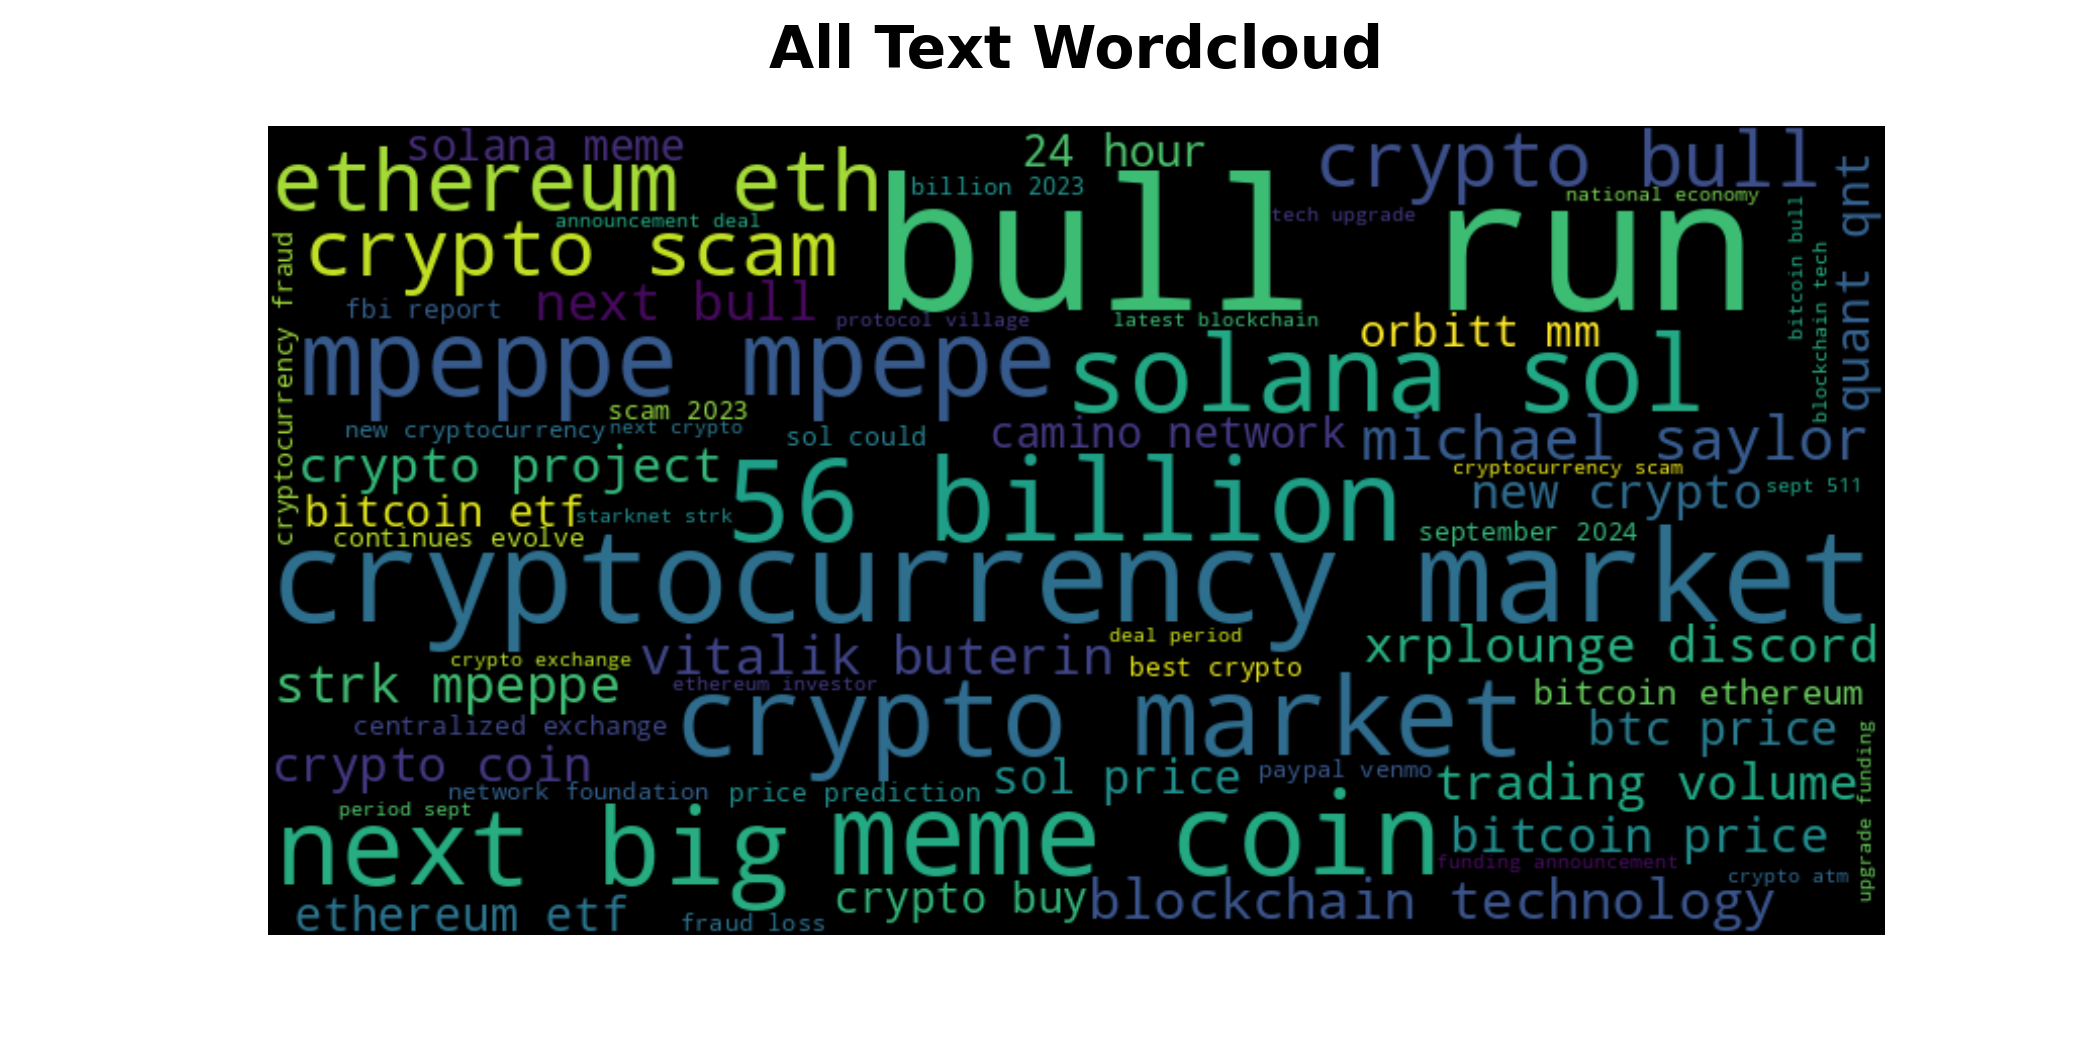 All Text Wordcloud
solana meme
24 hour
crypto bull
ethereum eth
billion 2023
national economy
quant qnt
announcement deal
tech upgrade
bull run
bitcoin bull
crypto scam
cryptocurrency fraud
blockchain tech
fbi report
next bull
protocol village
latest blockchain
orbitt mm
mpeppe mpepe
solana sol
scam 2023
new cryptocurrency
next crypto
sol could
camino network
michael saylor
crypto project
56 billion
cryptocurrency scam
new crypto
sept 511
bitcoin etf
starknet strk
continues evolve
september 2024
cryptocurrency market
deal period
vitalik buterin
xrplounge discord
crypto exchange
best crypto
strk mpeppe
ethereum investor
bitcoin ethereum
centralized exchange
crypto market
btc price
crypto coin
sol price
paypal venmo
trading volume
upgrade funding
network foundation
price prediction
period sept
next big
meme coin
bitcoin price
funding announcement
crypto atm
ethereum etf
fraud loss
crypto buy
blockchain technology